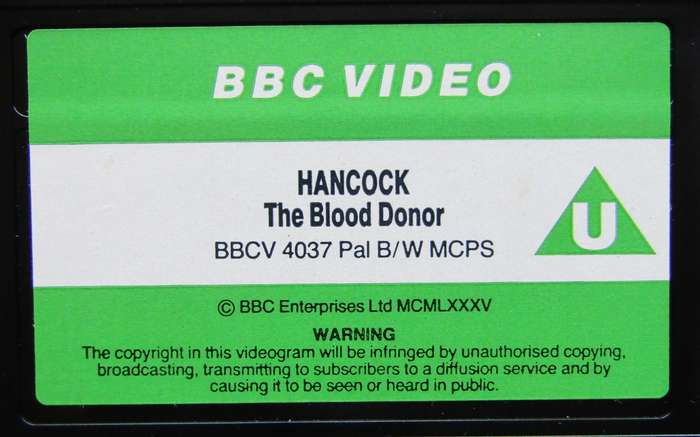 BBC VIDEO
HANCOCK
The Blood Donor
BBCV 4037 Pal B/W MCPS
U
© BBC Enterprises Ltd MCMLXXXV
WARNING
The copyright in this videogram will be infringed by unauthorised copying,
broadcasting, transmitting to subscribers to a diffusion service and by
causing it to be seen or heard in public.